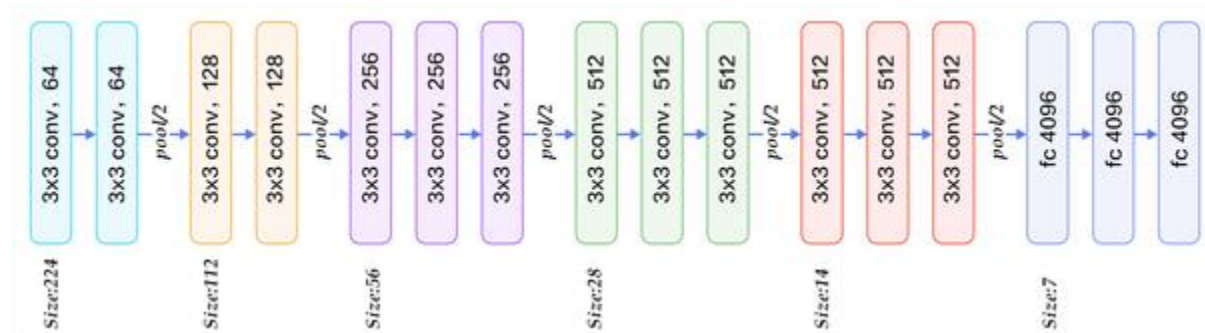 3x3 conv, 64
3x3 conv, 64
pool/2
3x3 conv, 128
3x3 conv, 128
pool/2
3x3 conv, 256
3x3 conv, 256
3x3 conv, 256
pool/2
3x3 conv, 512
3x3 conv, 512
3x3 conv, 512
pool/2
3x3 conv, 512
3x3 conv, 512
3x3 conv, 512
pool/2
fc 4096
fc 4096
fc 4096
Size:224
Size:112
Size:56
Size:28
Size:14
Size:7